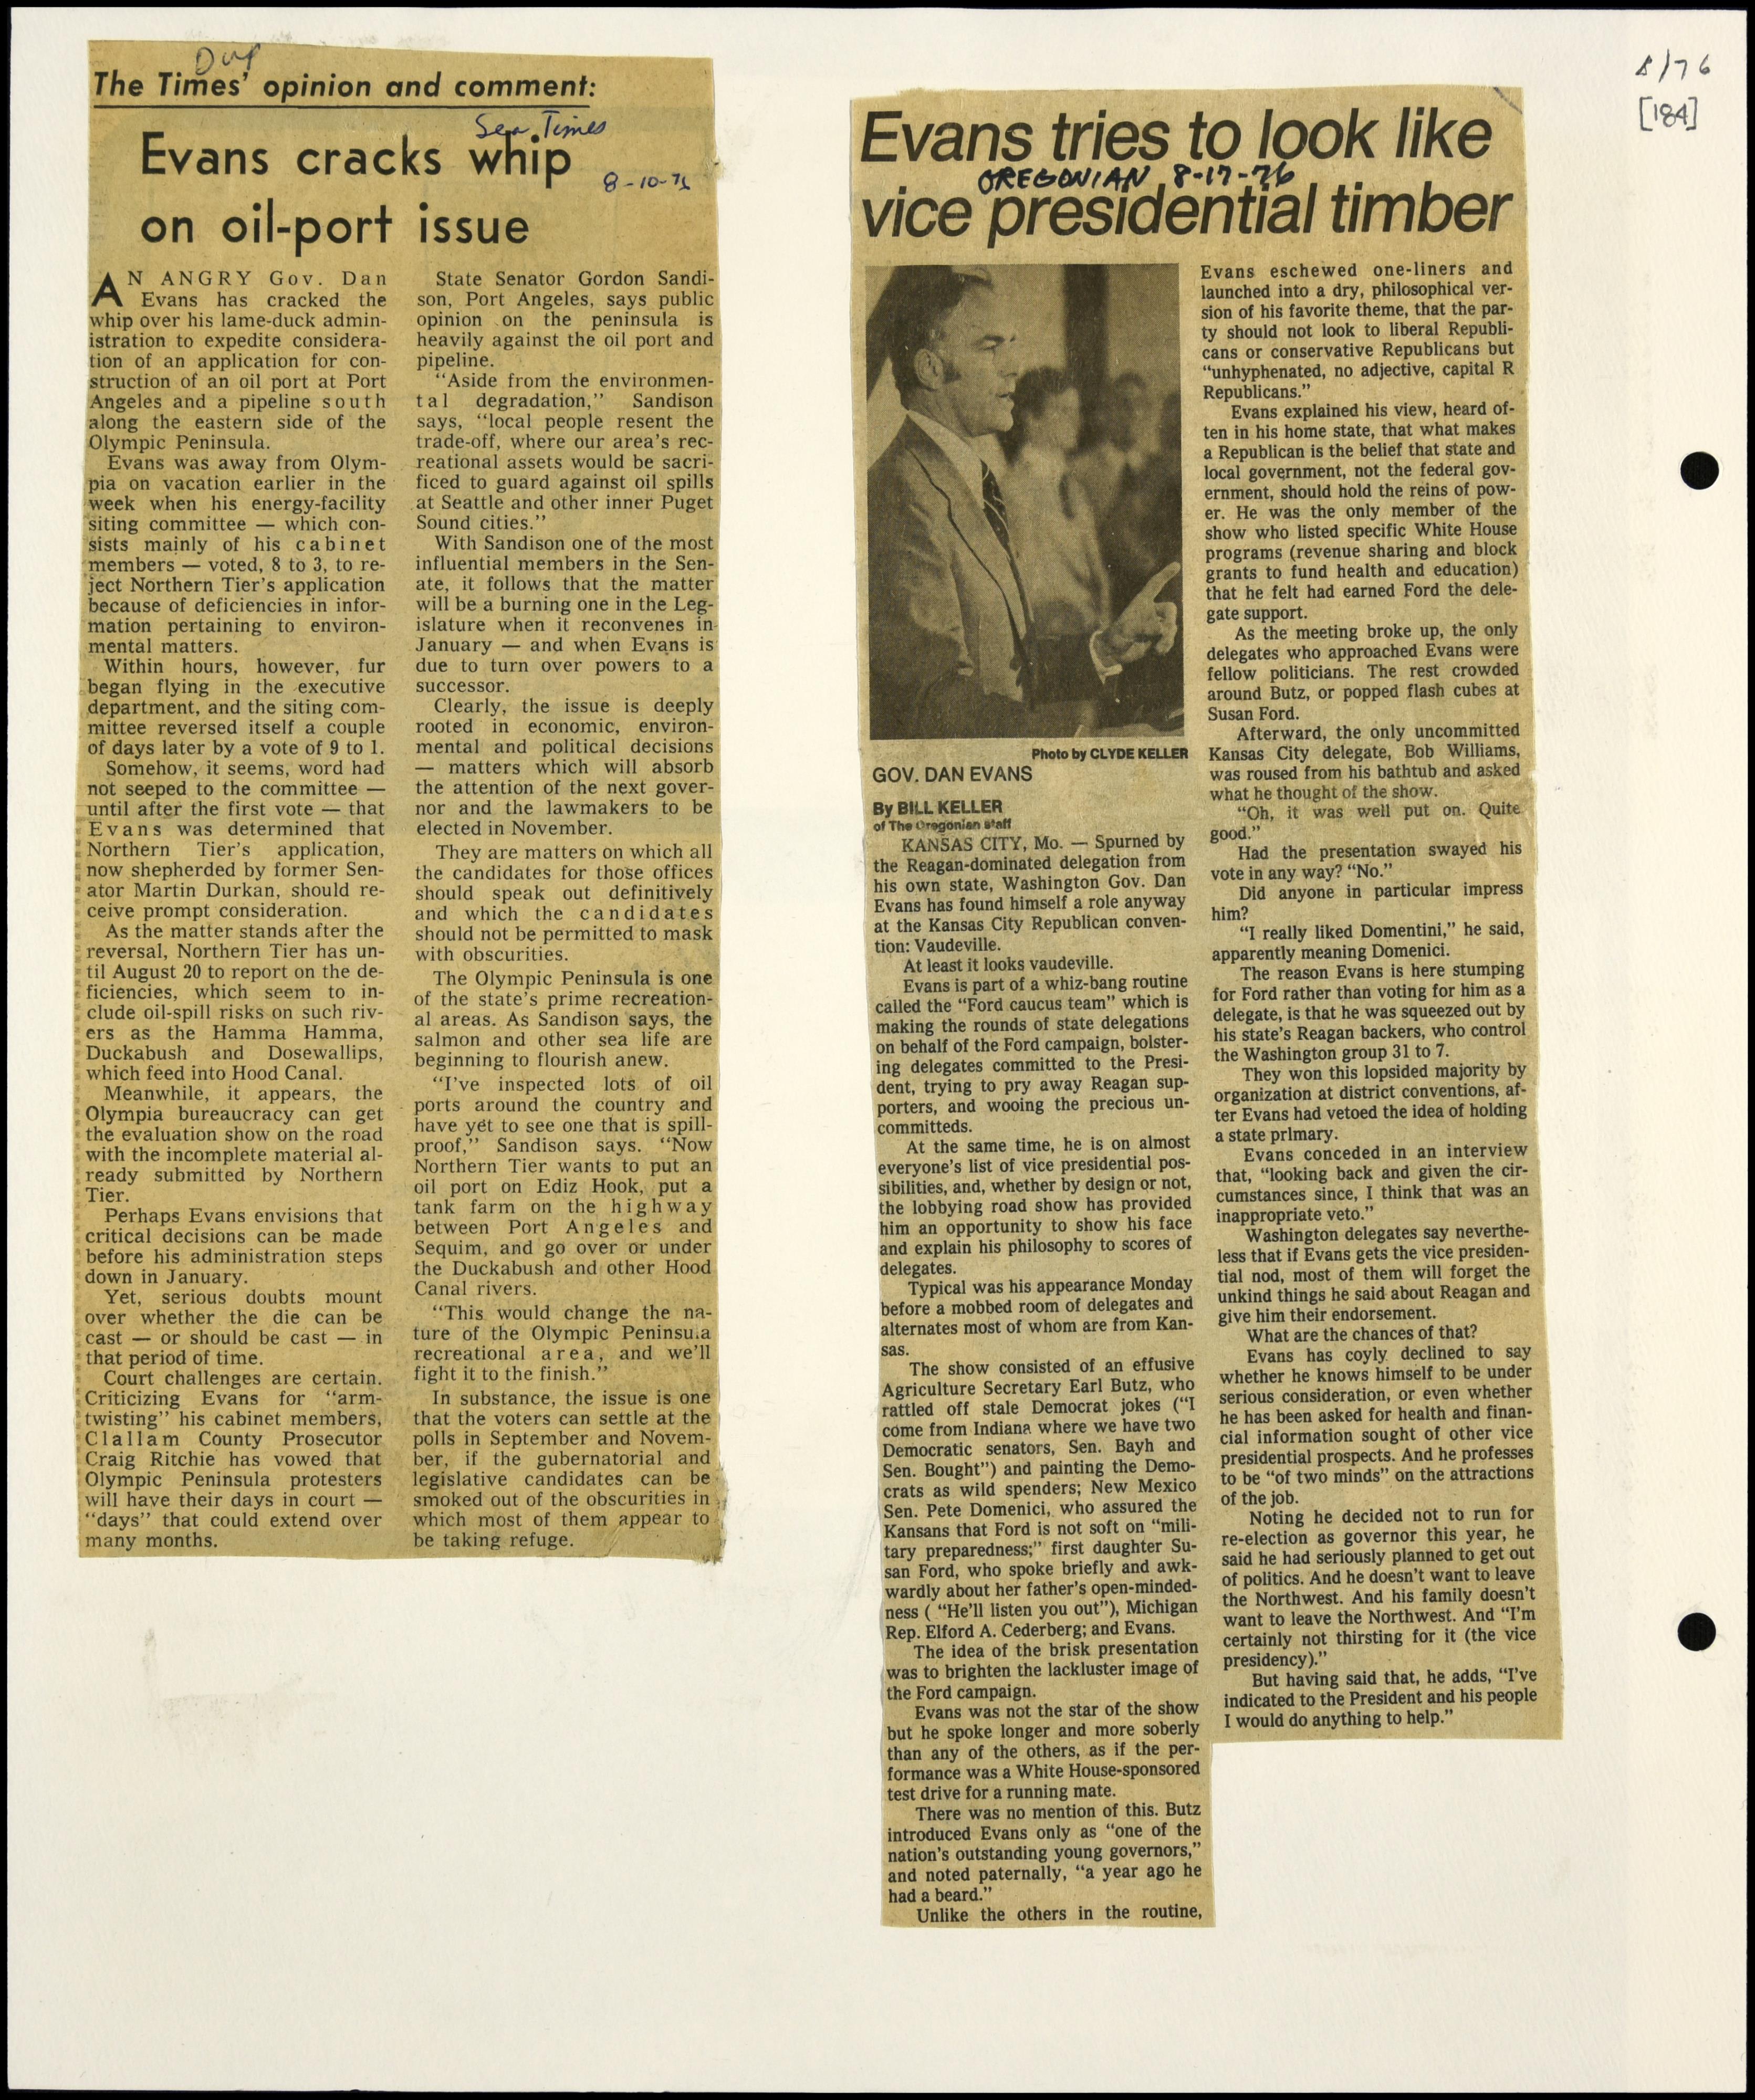 8/76
[184]
Dup
The Times' opinion and comment:
Sea. Times
Evans cracks whip
8-10-76
on oil-port issue
AN ANGRY Gov. Dan
Evans has cracked the
whip over his lame-duck admin-
istration to expedite considera-
tion of an application for con-
struction of an oil port at Port
Angeles and a pipeline south
along the eastern side of the
Olympic Peninsula.
Evans was away from Olym-
pia on vacation earlier in the
week when his energy-facility
siting committee — which con-
sists mainly of his cabinet
members — voted, 8 to 3, to re-
ject Northern Tier's application
because of deficiencies in infor-
mation pertaining to environ-
mental matters.
Within hours, however, fur
began flying in the executive
department, and the siting com-
mittee reversed itself a couple
of days later by a vote of 9 to 1.
Somehow, it seems, word had
not seeped to the committee —
until after the first vote — that
Evans was determined that
Northern Tier's application,
now shepherded by former Sen-
ator Martin Durkan, should re-
ceive prompt consideration.
As the matter stands after the
reversal, Northern Tier has un-
til August 20 to report on the de-
ficiencies, which seem to in-
clude oil-spill risks on such riv-
ers as the Hamma Hamma,
Duckabush and Dosewallips,
which feed into Hood Canal.
Meanwhile, it appears, the
Olympia bureaucracy can get
the evaluation show on the road
with the incomplete material al-
ready submitted by Northern
Tier.
Perhaps Evans envisions that
critical decisions can be made
before his administration steps
down in January.
Yet, serious doubts mount
over whether the die can be
cast — or should be cast — in
that period of time.
Court challenges are certain.
Criticizing Evans for "arm-
twisting" his cabinet members,
Clallam County Prosecutor
Craig Ritchie has vowed that
Olympic Peninsula protesters
will have their days in court —
"days" that could extend over
many months.
State Senator Gordon Sandi-
son, Port Angeles, says public
opinion on the peninsula is
heavily against the oil port and
pipeline.
"Aside from the environmen-
tal degradation," Sandison
says, "local people resent the
trade-off, where our area's rec-
reational assets would be sacri-
ficed to guard against oil spills
at Seattle and other inner Puget
Sound cities."
With Sandison one of the most
influential members in the Sen-
ate, it follows that the matter
will be a burning one in the Leg-
islature when it reconvenes in
January — and when Evans is
due to turn over powers to a
successor.
Clearly, the issue is deeply
rooted in economic, environ-
mental and political decisions
— matters which will absorb
the attention of the next gover-
nor and the lawmakers to be
elected in November.
They are matters on which all
the candidates for those offices
should speak out definitively
and which the candidates
should not be permitted to mask
with obscurities.
The Olympic Peninsula is one
of the state's prime recreation-
al areas. As Sandison says, the
salmon and other sea life are
beginning to flourish anew.
"I've inspected lots of oil
ports around the country and
have yet to see one that is spill-
proof," Sandison says. "Now
Northern Tier wants to put an
oil port on Ediz Hook, put a
tank farm on the highway
between Port Angeles and
Sequim, and go over or under
the Duckabush and other Hood
Canal rivers.
"This would change the na-
ture of the Olympic Peninsula
recreational area, and we'll
fight it to the finish."
In substance, the issue is one
that the voters can settle at the
polls in September and Novem-
ber, if the gubernatorial and
legislative candidates can be
smoked out of the obscurities in
which most of them appear to
be taking refuge.
Evans tries to look like
OREGONIAN 8-17-76
vice presidential timber
Photo by CLYDE KELLER
GOV. DAN EVANS
By BILL KELLER
of The Oregonian staff
KANSAS CITY, Mo. — Spurned by
the Reagan-dominated delegation from
his own state, Washington Gov. Dan
Evans has found himself a role anyway
at the Kansas City Republican conven-
tion: Vaudeville.
At least it looks vaudeville.
Evans is part of a whiz-bang routine
called the "Ford caucus team" which is
making the rounds of state delegations
on behalf of the Ford campaign, bolster-
ing delegates committed to the Presi-
dent, trying to pry away Reagan sup-
porters, and wooing the precious un-
committeds.
At the same time, he is on almost
everyone's list of vice presidential pos-
sibilities, and, whether by design or not,
the lobbying road show has provided
him an opportunity to show his face
and explain his philosophy to scores of
delegates.
Typical was his appearance Monday
before a mobbed room of delegates and
alternates most of whom are from Kan-
sas.
The show consisted of an effusive
Agriculture Secretary Earl Butz, who
rattled off stale Democrat jokes ("I
come from Indiana where we have two
Democratic senators, Sen. Bayh and
Sen. Bought") and painting the Demo-
crats as wild spenders; New Mexico
Sen. Pete Domenici, who assured the
Kansans that Ford is not soft on "mili-
tary preparedness;" first daughter Su-
san Ford, who spoke briefly and awk-
wardly about her father's open-minded-
ness ( "He'll listen you out"), Michigan
Rep. Elford A. Cederberg; and Evans.
The idea of the brisk presentation
was to brighten the lackluster image of
the Ford campaign.
Evans was not the star of the show
but he spoke longer and more soberly
than any of the others, as if the per-
formance was a White House-sponsored
test drive for a running mate.
There was no mention of this. Butz
introduced Evans only as "one of the
nation's outstanding young governors,"
and noted paternally, "a year ago he
had a beard."
Unlike the others in the routine,
Evans eschewed one-liners and
launched into a dry, philosophical ver-
sion of his favorite theme, that the par-
ty should not look to liberal Republi-
cans or conservative Republicans but
"unhyphenated, no adjective, capital R
Republicans."
Evans explained his view, heard of-
ten in his home state, that what makes
a Republican is the belief that state and
local government, not the federal gov-
ernment, should hold the reins of pow-
er. He was the only member of the
show who listed specific White House
programs (revenue sharing and block
grants to fund health and education)
that he felt had earned Ford the dele-
gate support.
As the meeting broke up, the only
delegates who approached Evans were
fellow politicians. The rest crowded
around Butz, or popped flash cubes at
Susan Ford.
Afterward, the only uncommitted
Kansas City delegate, Bob Williams,
was roused from his bathtub and asked
what he thought of the show.
"Oh, it was well put on. Quite
good."
Had the presentation swayed his
vote in any way? "No."
Did anyone in particular impress
him?
"I really liked Domentini," he said,
apparently meaning Domenici.
The reason Evans is here stumping
for Ford rather than voting for him as a
delegate, is that he was squeezed out by
his state's Reagan backers, who control
the Washington group 31 to 7.
They won this lopsided majority by
organization at district conventions, af-
ter Evans had vetoed the idea of holding
a state primary.
Evans conceded in an interview
that, "looking back and given the cir-
cumstances since, I think that was an
inappropriate veto."
Washington delegates say neverthe-
less that if Evans gets the vice presiden-
tial nod, most of them will forget the
unkind things he said about Reagan and
give him their endorsement.
What are the chances of that?
Evans has coyly declined to say
whether he knows himself to be under
serious consideration, or even whether
he has been asked for health and finan-
cial information sought of other vice
presidential prospects. And he professes
to be "of two minds" on the attractions
of the job.
Noting he decided not to run for
re-election as governor this year, he
said he had seriously planned to get out
of politics. And he doesn't want to leave
the Northwest. And his family doesn't
want to leave the Northwest. And "I'm
certainly not thirsting for it (the vice
presidency)."
But having said that, he adds, "I've
indicated to the President and his people
I would do anything to help."